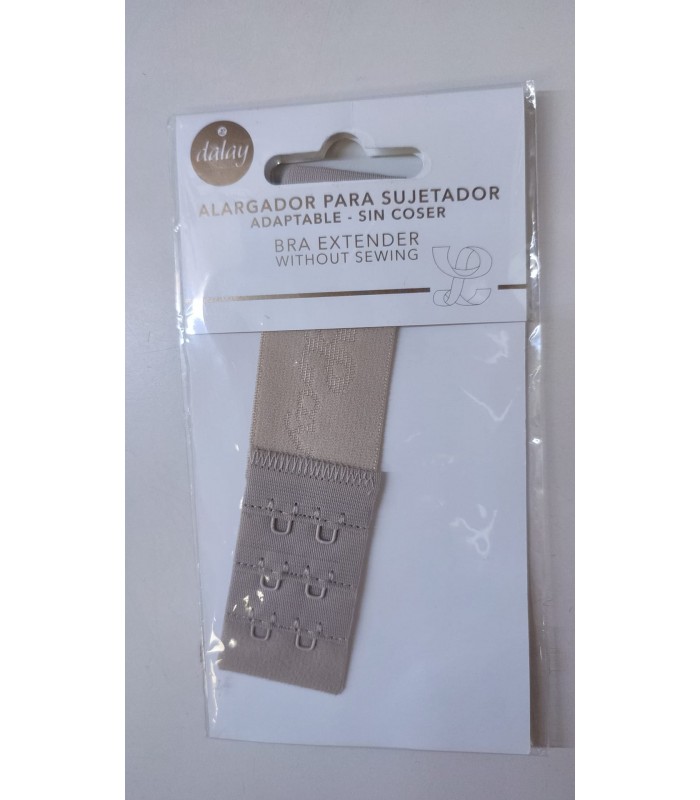 dalay
ALARGADOR PARA SUJETADOR
ADAPTABLE - SIN COSER
BRA EXTENDER
WITHOUT SEWING